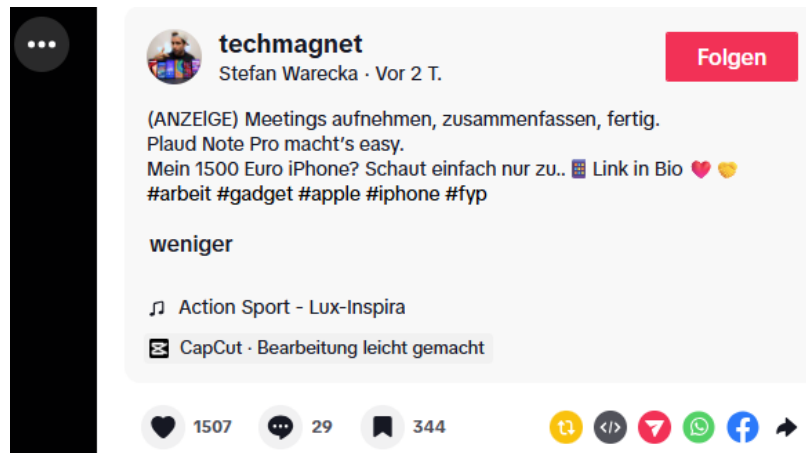 techmagnet
Stefan Warecka · Vor 2 T.
Folgen
(ANZEIGE) Meetings aufnehmen, zusammenfassen, fertig.
Plaud Note Pro macht's easy.
Mein 1500 Euro iPhone? Schaut einfach nur zu.. 📱 Link in Bio ❤️ 🤝
#arbeit #gadget #apple #iphone #fyp
weniger
Action Sport - Lux-Inspira
CapCut · Bearbeitung leicht gemacht
1507
29
344